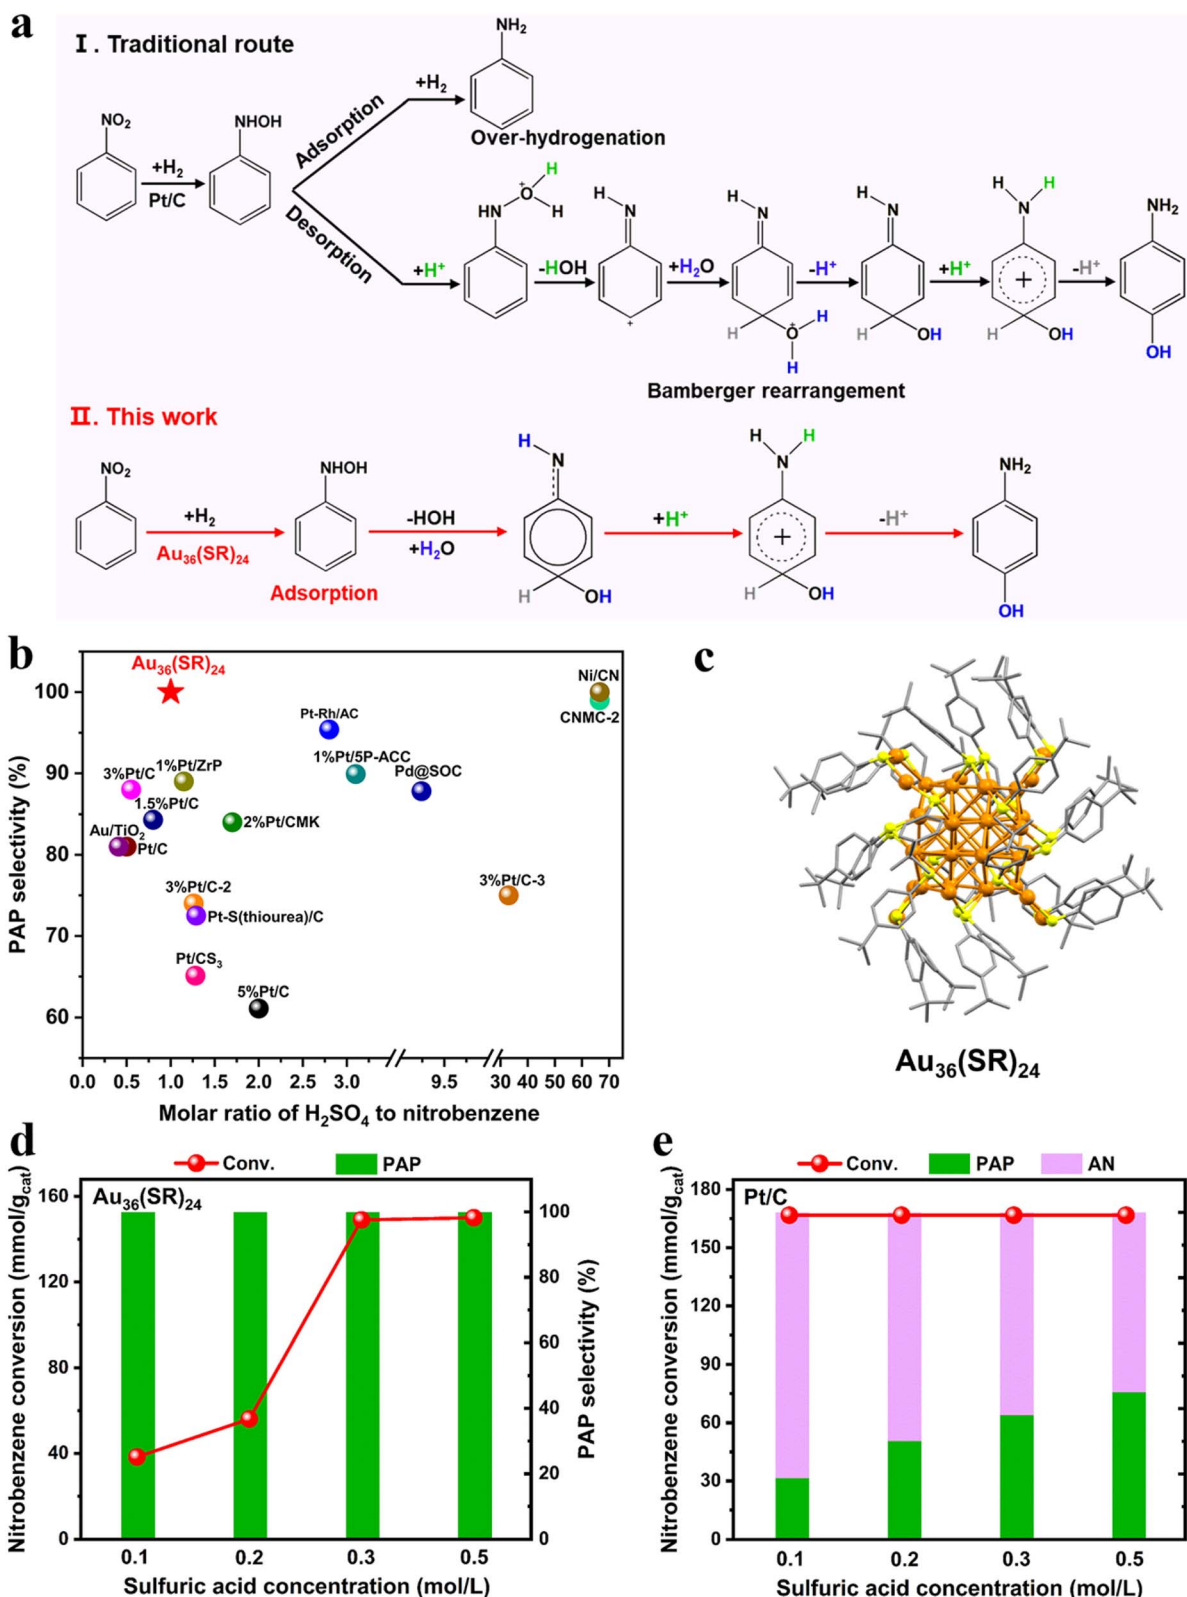 a
I. Traditional route
NO₂
+H₂
Pt/C
NHOH
Adsorption
+H₂
NH₂
Over-hydrogenation
Desorption
+H⁺
H
HN O⁺ H
-HOH
H
N
+
+H₂O
H
N
H O⁺ H
H
-H⁺
H
N
H OH
+H⁺
H H
N
+
H OH
-H⁺
NH₂
OH
Bamberger rearrangement
II. This work
NO₂
+H₂
Au₃₆(SR)₂₄
NHOH
Adsorption
-HOH
+H₂O
H
N
H OH
+H⁺
H H
N
+
H OH
-H⁺
NH₂
OH
b
PAP selectivity (%)
100
90
80
70
60
Au₃₆(SR)₂₄
Ni/CN
CNMC-2
Pt-Rh/AC
3%Pt/C
1%Pt/ZrP
1%Pt/5P-ACC
Pd@SOC
1.5%Pt/C
2%Pt/CMK
Au/TiO₂
Pt/C
3%Pt/C-2
3%Pt/C-3
Pt-S(thiourea)/C
Pt/CS₃
5%Pt/C
0.0 0.5 1.0 1.5 2.0 3.0 9.5 30 40 50 60 70
Molar ratio of H₂SO₄ to nitrobenzene
c
Au₃₆(SR)₂₄
d
Conv. PAP
Au₃₆(SR)₂₄
Nitrobenzene conversion (mmol/g_cat)
160
120
80
40
0
100
80
60
40
20
0
PAP selectivity (%)
0.1 0.2 0.3 0.5
Sulfuric acid concentration (mol/L)
e
Conv. PAP AN
Pt/C
Nitrobenzene conversion (mmol/g_cat)
180
150
120
90
60
30
0
0.1 0.2 0.3 0.5
Sulfuric acid concentration (mol/L)